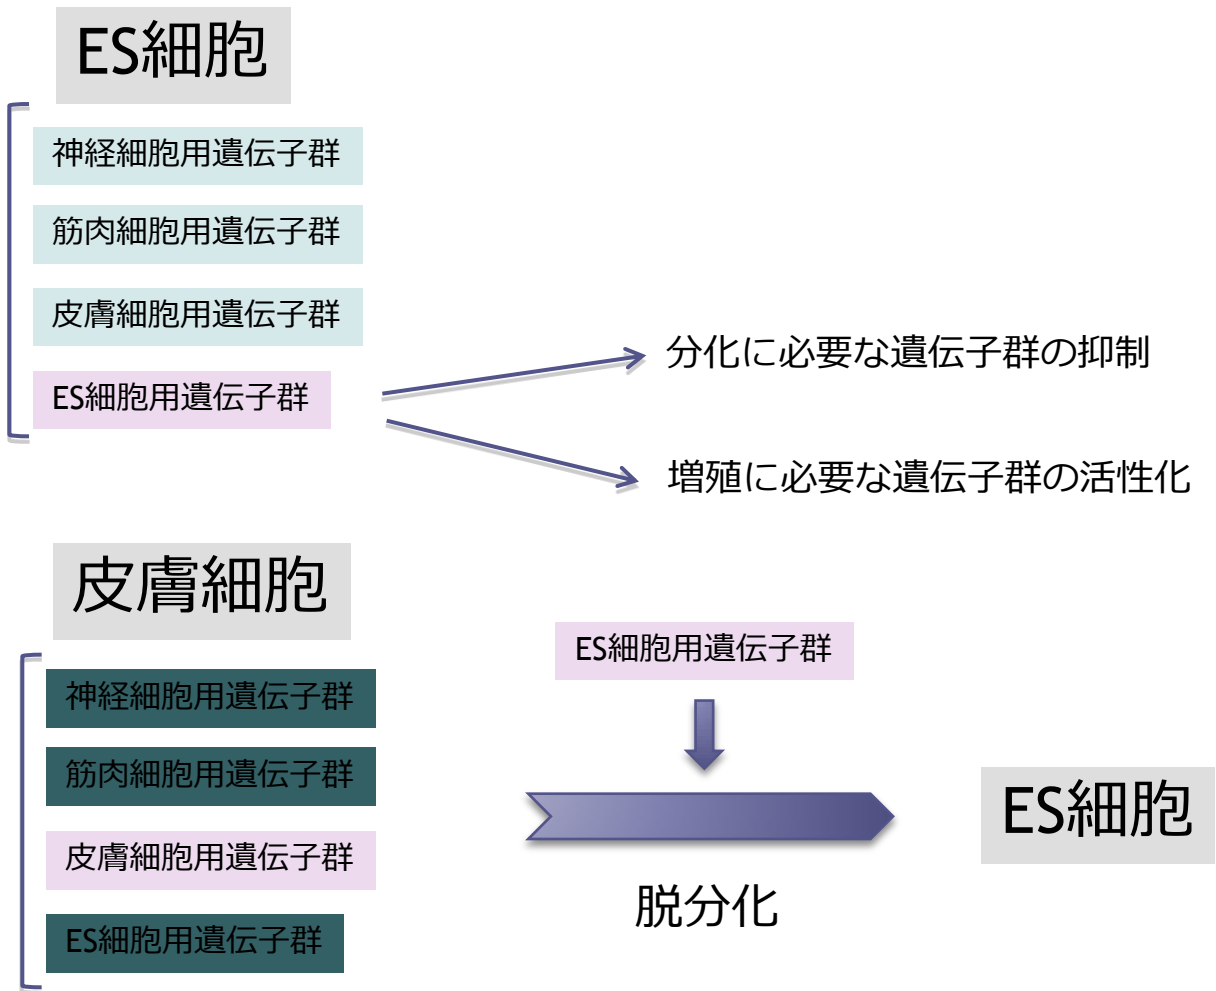 ES細胞
神経細胞用遺伝子群
筋肉細胞用遺伝子群
皮膚細胞用遺伝子群
ES細胞用遺伝子群
分化に必要な遺伝子群の抑制
増殖に必要な遺伝子群の活性化
皮膚細胞
神経細胞用遺伝子群
筋肉細胞用遺伝子群
皮膚細胞用遺伝子群
ES細胞用遺伝子群
ES細胞用遺伝子群
脱分化
ES細胞